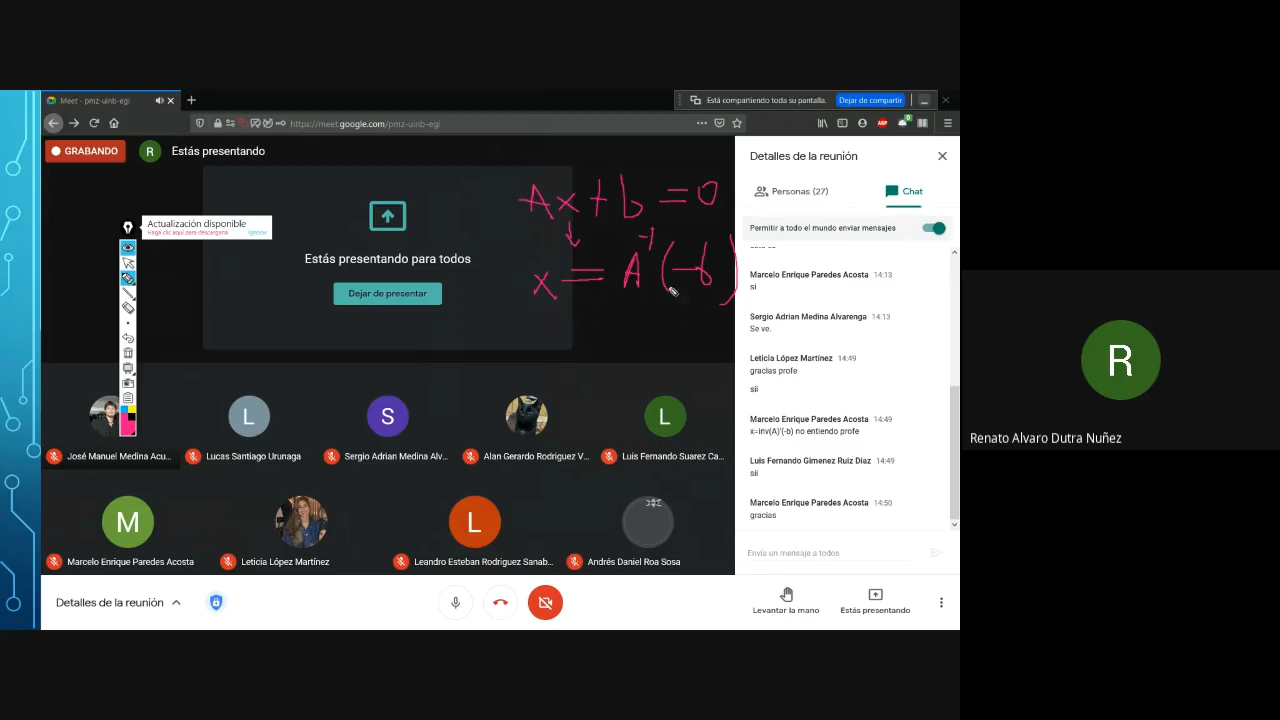 Meet - pmz-uinb-egi
Está compartiendo toda su pantalla.
Dejar de compartir
https://meet.google.com/pmz-uinb-egi
GRABANDO
R
Estás presentando
Actualización disponible
Haga clic aquí para descargarla
Ignorar
Estás presentando para todos
Dejar de presentar
Ax+b=0
x=A⁻¹(-b)
Detalles de la reunión
Personas (27)
Chat
Permitir a todo el mundo enviar mensajes
Marcelo Enrique Paredes Acosta 14:13
si
Sergio Adrian Medina Alvarenga 14:13
Se ve.
Leticia López Martínez 14:49
gracias profe
sii
Marcelo Enrique Paredes Acosta 14:49
x=inv(A)'(-b) no entiendo profe
Luis Fernando Gimenez Ruiz Diaz 14:49
sii
Marcelo Enrique Paredes Acosta 14:50
gracias
Envía un mensaje a todos
L
S
L
José Manuel Medina Acu...
Lucas Santiago Urunaga
Sergio Adrian Medina Alv...
Alan Gerardo Rodriguez V...
Luis Fernando Suarez Ca...
M
L
Marcelo Enrique Paredes Acosta
Leticia López Martínez
Leandro Esteban Rodriguez Sanab...
Andrés Daniel Roa Sosa
Detalles de la reunión
Levantar la mano
Estás presentando
R
Renato Alvaro Dutra Nuñez